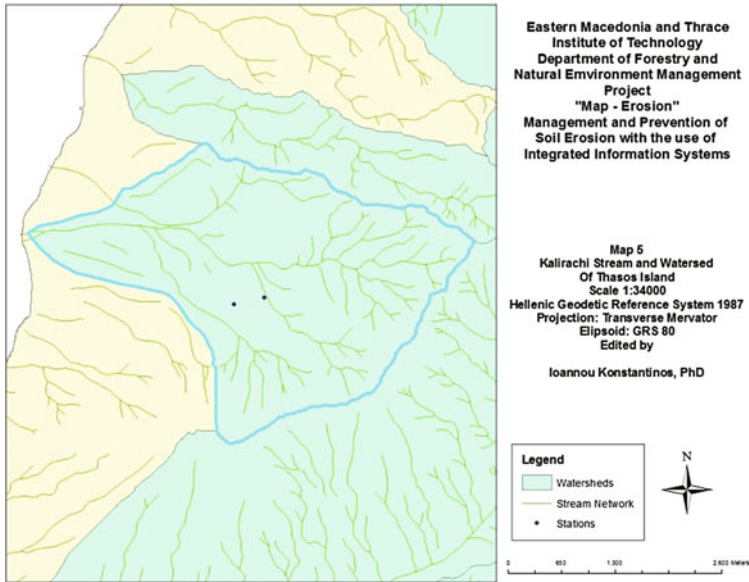 Eastern Macedonia and Thrace
Institute of Technology
Department of Forestry and
Natural Emvironment Management
Project
"Map - Erosion"
Management and Prevention of
Soil Erosion with the use of
Integrated Information Systems
Map 5
Kalirachi Stream and Watersed
Of Thasos Island
Scale 1:34000
Hellenic Geodetic Reference System 1987
Projection: Transverse Mervator
Elipsoid: GRS 80
Edited by
Ioannou Konstantinos, PhD
Legend
Watersheds
Stream Network
Stations
N
0 650 1.300 2.600 Meters